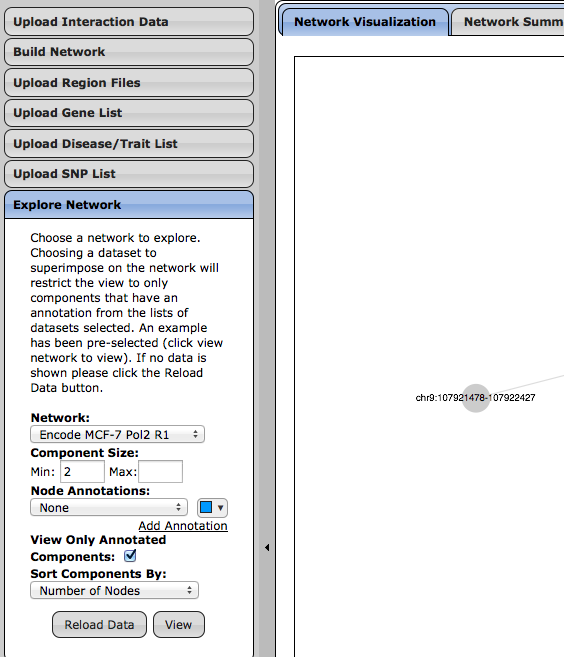 Upload Interaction Data
Build Network
Upload Region Files
Upload Gene List
Upload Disease/Trait List
Upload SNP List
Explore Network
Choose a network to explore.
Choosing a dataset to
superimpose on the network will
restrict the view to only
components that have an
annotation from the lists of
datasets selected. An example
has been pre-selected (click view
network to view). If no data is
shown please click the Reload
Data button.
Network:
Encode MCF-7 Pol2 R1
Component Size:
Min: 2 Max:
Node Annotations:
None
Add Annotation
View Only Annotated
Components:
Sort Components By:
Number of Nodes
Reload Data View
Network Visualization Network Summ
chr9:107921478-107922427